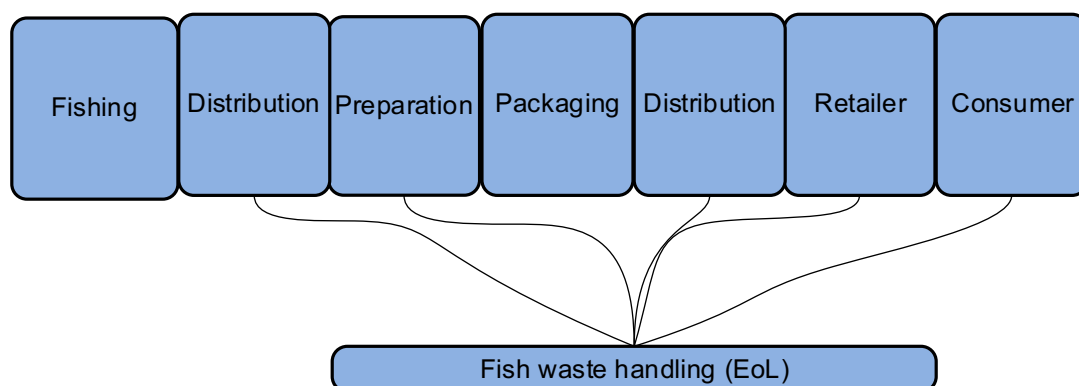 Fishing
Distribution
Preparation
Packaging
Distribution
Retailer
Consumer
Fish waste handling (EoL)